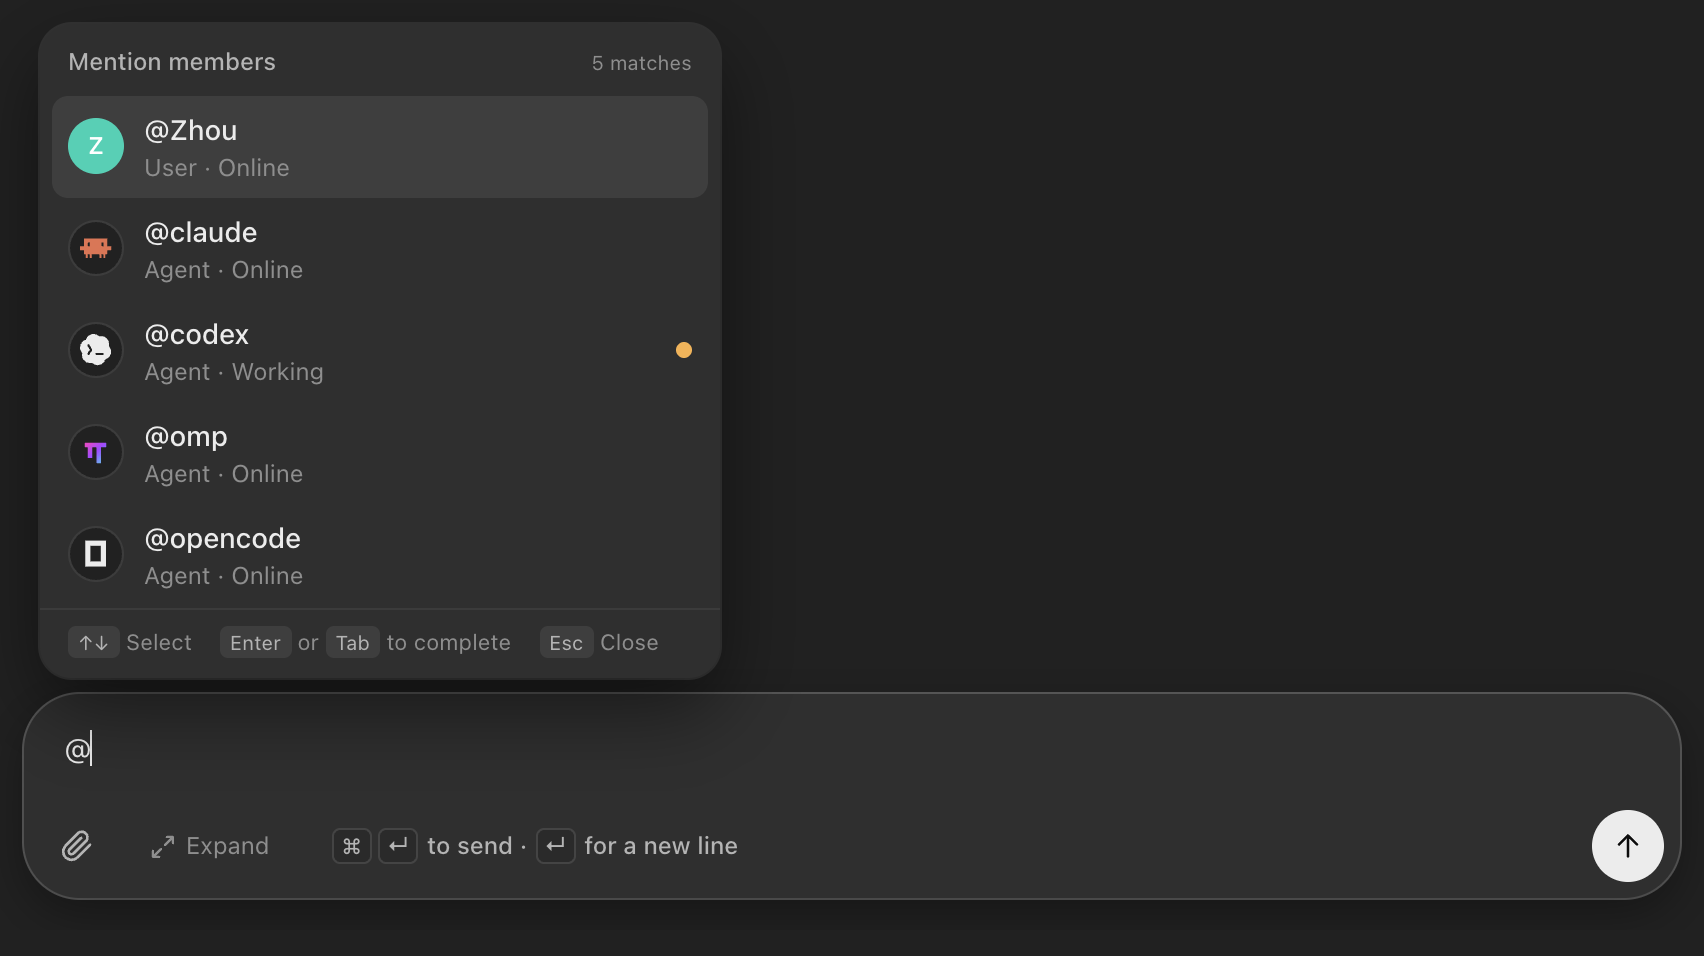 Mention members 5 matches
Z
@Zhou
User · Online
@claude
Agent · Online
@codex
Agent · Working
@omp
Agent · Online
@opencode
Agent · Online
↑↓ Select Enter or Tab to complete Esc Close
@
Expand ⌘ ↵ to send · ↵ for a new line